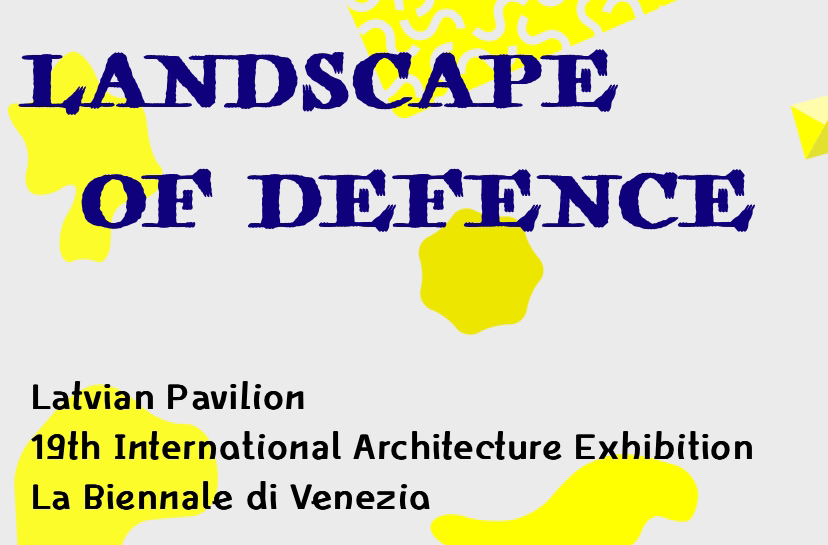 LANDSCAPE
OF DEFENCE
Latvian Pavilion
19th International Architecture Exhibition
La Biennale di Venezia